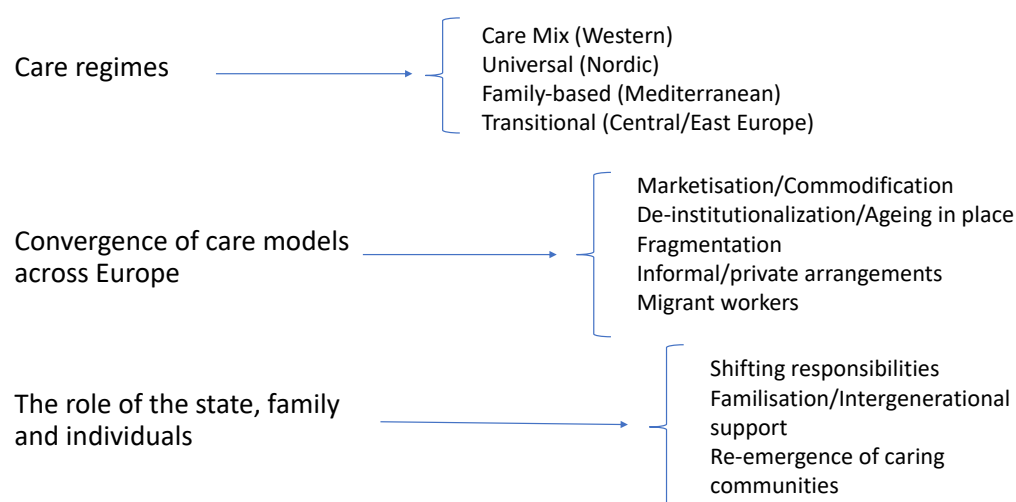 Care regimes
Care Mix (Western)
Universal (Nordic)
Family-based (Mediterranean)
Transitional (Central/East Europe)
Convergence of care models
across Europe
Marketisation/Commodification
De-institutionalization/Ageing in place
Fragmentation
Informal/private arrangements
Migrant workers
The role of the state, family
and individuals
Shifting responsibilities
Familisation/Intergenerational
support
Re-emergence of caring
communities